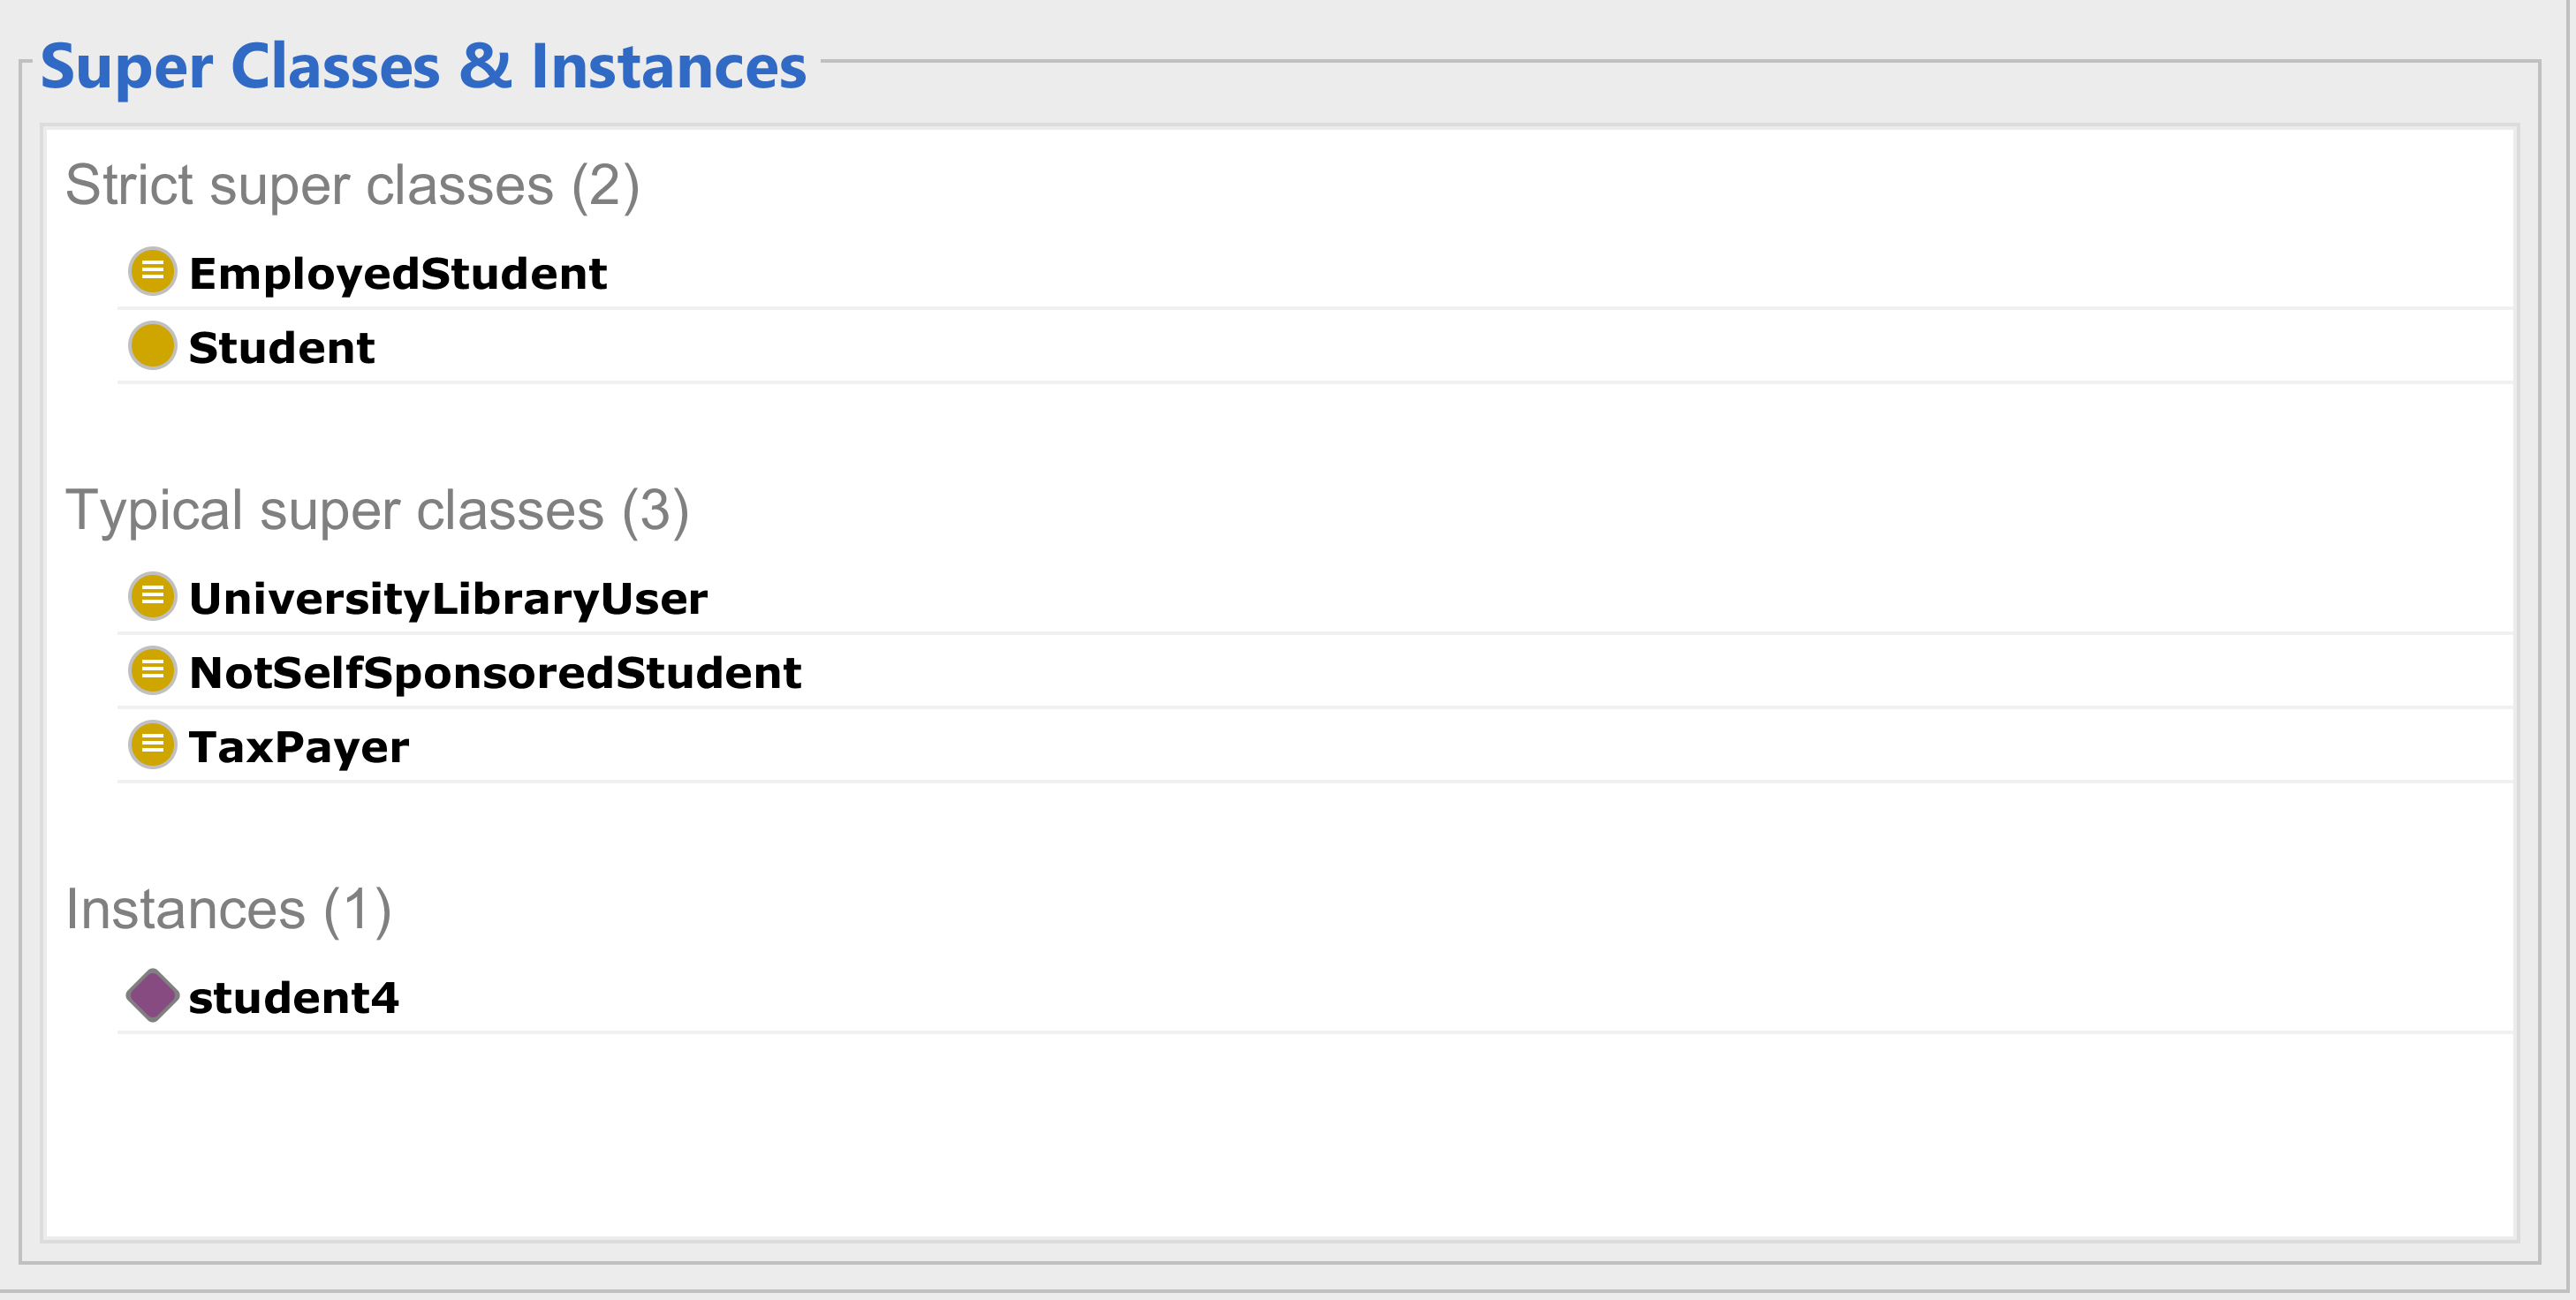 Super Classes & Instances
Strict super classes (2)
EmployedStudent
Student
Typical super classes (3)
UniversityLibraryUser
NotSelfSponsoredStudent
TaxPayer
Instances (1)
student4